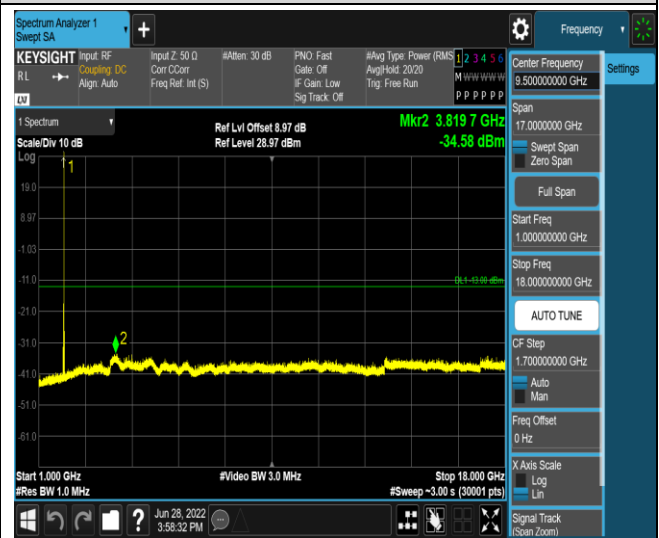 Spectrum Analyzer 1
Swept SA
Frequency
KEYSIGHT
Input: RF
Input Z: 50 Ω
#Atten: 30 dB
PNO: Fast
#Avg Type: Power (RMS
1 2 3 4 5 6
RL
Coupling: DC
Corr CCorr
Gate: Off
Avg|Hold: 20/20
M W W W W W
Align: Auto
Freq Ref: Int (S)
IF Gain: Low
Trig: Free Run
P P P P P P
Sig Track: Off
LXI
1 Spectrum
Ref Lvl Offset 8.97 dB
Mkr2 3.819 7 GHz
Scale/Div 10 dB
Ref Level 28.97 dBm
-34.58 dBm
Log
1
19.0
8.97
-1.03
-11.0
DL1 -13.00 dBm
-21.0
-31.0
2
-41.0
-51.0
-61.0
Start 1.000 GHz
#Video BW 3.0 MHz
Stop 18.000 GHz
#Res BW 1.0 MHz
#Sweep ~3.00 s (30001 pts)
?
Jun 28, 2022
3:58:32 PM
Center Frequency
9.500000000 GHz
Settings
Span
17.0000000 GHz
Swept Span
Zero Span
Full Span
Start Freq
1.000000000 GHz
Stop Freq
18.000000000 GHz
AUTO TUNE
CF Step
1.700000000 GHz
Auto
Man
Freq Offset
0 Hz
X Axis Scale
Log
Lin
Signal Track
(Span Zoom)